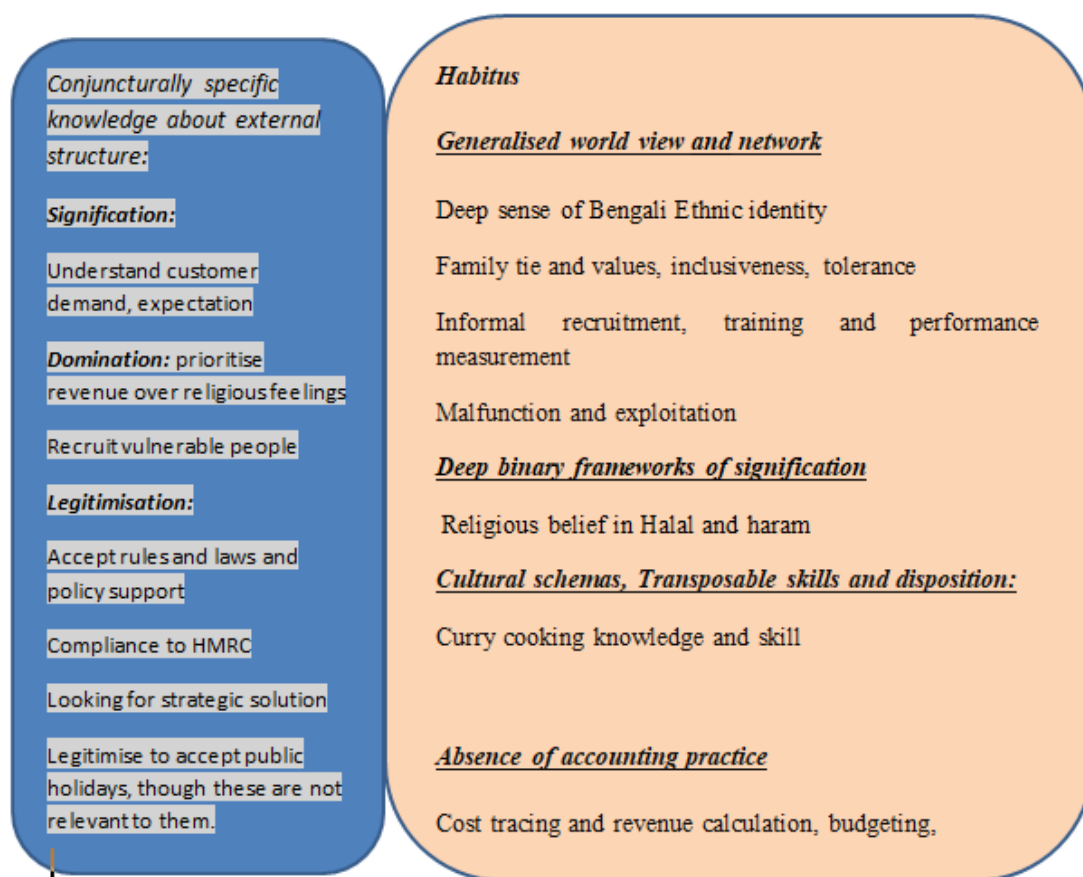 Conjuncturally specific
knowledge about external
structure:
Signification:
Understand customer
demand, expectation
Domination: prioritise
revenue over religious feelings
Recruit vulnerable people
Legitimisation:
Accept rules and laws and
policy support
Compliance to HMRC
Looking for strategic solution
Legitimise to accept public
holidays, though these are not
relevant to them.
Habitus
Generalised world view and network
Deep sense of Bengali Ethnic identity
Family tie and values, inclusiveness, tolerance
Informal recruitment, training and performance
measurement
Malfunction and exploitation
Deep binary frameworks of signification
Religious belief in Halal and haram
Cultural schemas, Transposable skills and disposition:
Curry cooking knowledge and skill
Absence of accounting practice
Cost tracing and revenue calculation, budgeting,